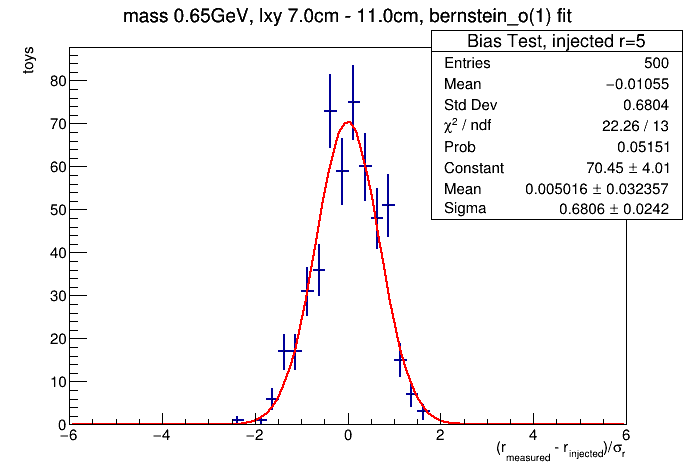 mass 0.65GeV, lxy 7.0cm - 11.0cm, bernstein_o(1) fit
toys
Bias Test, injected r=5
Entries 500
Mean −0.01055
Std Dev 0.6804
χ² / ndf 22.26 / 13
Prob 0.05151
Constant 70.45 ± 4.01
Mean 0.005016 ± 0.032357
Sigma 0.6806 ± 0.0242
80
70
60
50
40
30
20
10
0
−6 −4 −2 0 2 4 6
(r_measured - r_injected)/σ_r